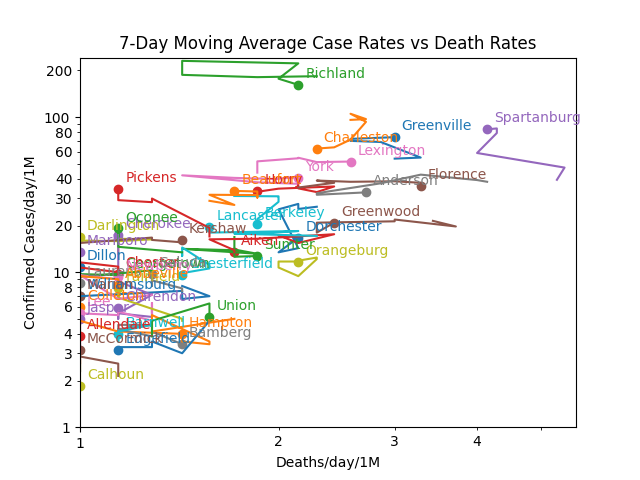 7-Day Moving Average Case Rates vs Death Rates
200
Richland
100
Spartanburg
80
Greenville
60
Charleston
Lexington
York
40
Pickens
Beaufort
Horry
Anderson
Florence
30
Oconee
Lancaster
Berkeley
Greenwood
20
Darlington
Cherokee
Kershaw
Dorchester
Marlboro
Aiken
Sumter
Dillon
Chesterfield
Orangeburg
10
8
Williamsburg
6
Jasper
Clarendon
Union
4
Allendale
Barnwell
Hampton
3
McCormick
Edgefield
Bamberg
2
Calhoun
1
1
2
3
4
Confirmed Cases/day/1M
Deaths/day/1M